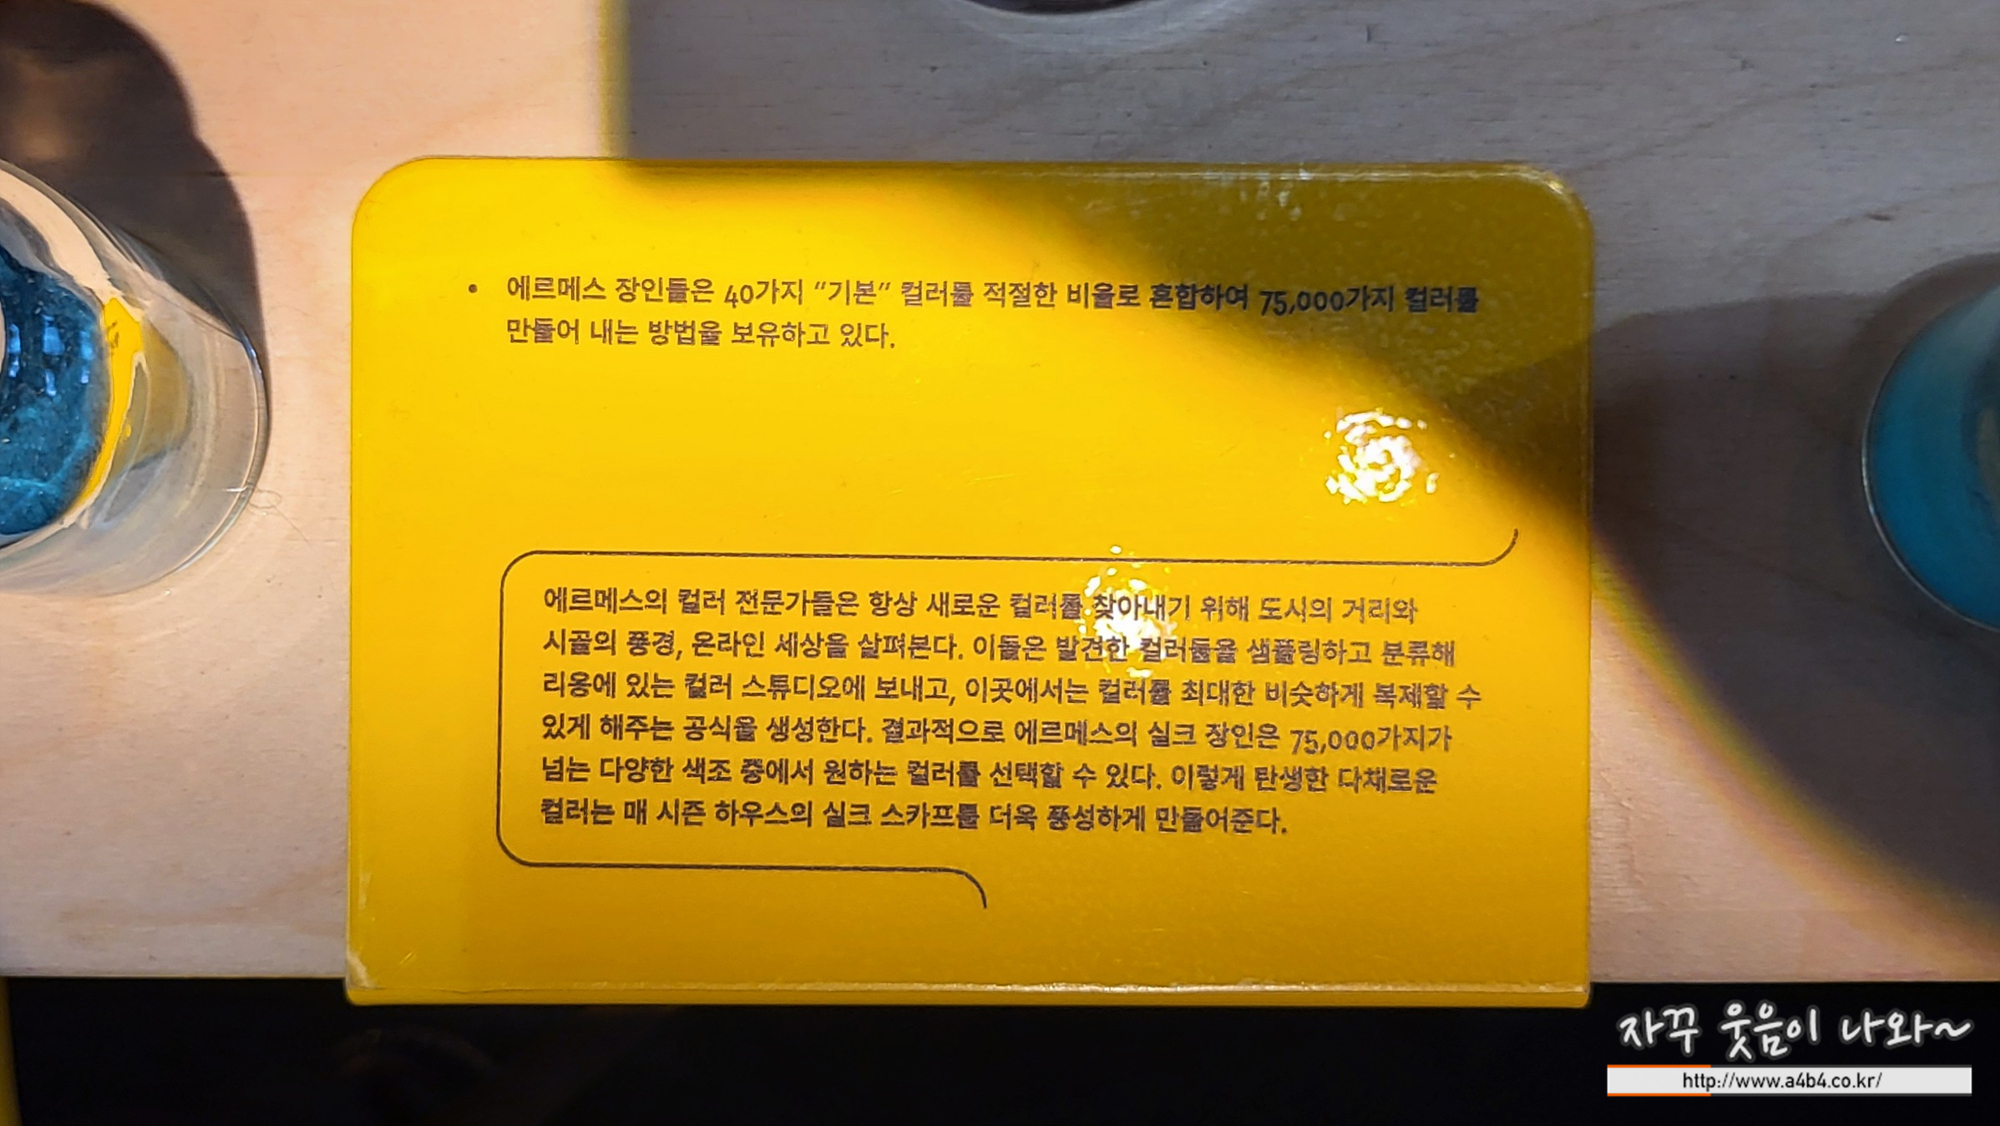 • 에르메스 장인들은 40가지 “기본” 컬러를 적절한 비율로 혼합하여 75,000가지 컬러를
만들어 내는 방법을 보유하고 있다.
에르메스의 컬러 전문가들은 항상 새로운 컬러를 찾아내기 위해 도시의 거리와
시골의 풍경, 온라인 세상을 살펴본다. 이들은 발견한 컬러들을 샘플링하고 분류해
리옹에 있는 컬러 스튜디오에 보내고, 이곳에서는 컬러를 최대한 비슷하게 복제할 수
있게 해주는 공식을 생성한다. 결과적으로 에르메스의 실크 장인은 75,000가지가
넘는 다양한 색조 중에서 원하는 컬러를 선택할 수 있다. 이렇게 탄생한 다채로운
컬러는 매 시즌 하우스의 실크 스카프를 더욱 풍성하게 만들어준다.
자꾸 웃음이 나와~
http://www.a4b4.co.kr/